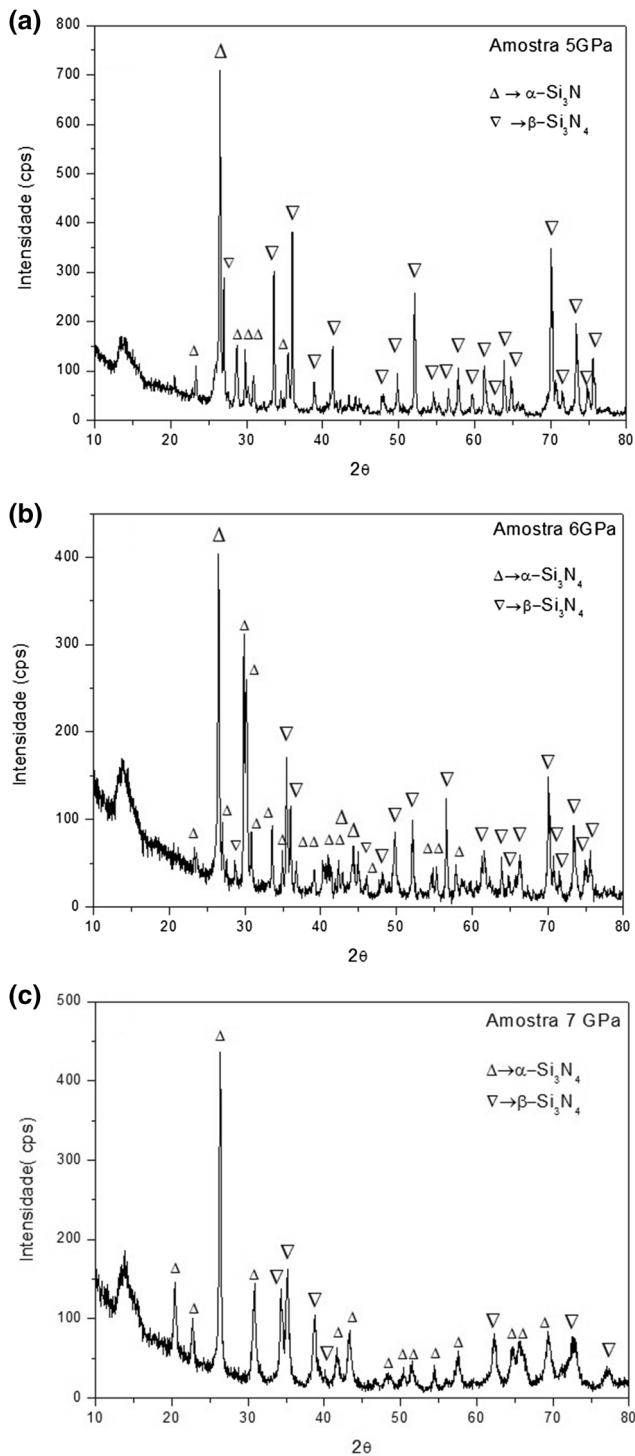 (a)
Amostra 5GPa
Δ → α–Si₃N
∇ → β–Si₃N₄
800
700
600
500
400
300
200
100
0
Intensidade (cps)
10 20 30 40 50 60 70 80
2θ
(b)
Amostra 6GPa
Δ→α–Si₃N₄
∇→β–Si₃N₄
400
300
200
100
0
Intensidade (cps)
10 20 30 40 50 60 70 80
2θ
(c)
Amostra 7 GPa
Δ→α–Si₃N₄
∇→β–Si₃N₄
500
400
300
200
100
0
Intensidade( cps)
10 20 30 40 50 60 70 80
2θ